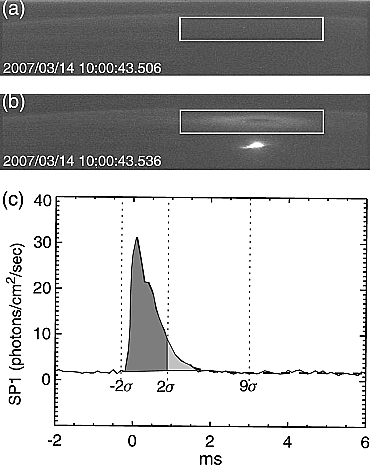 (a)
2007/03/14 10:00:43.506
(b)
2007/03/14 10:00:43.536
(c)
40
30
20
10
0
SP1 (photons/cm²/sec)
-2σ 2σ 9σ
-2 0 2 4 6
ms